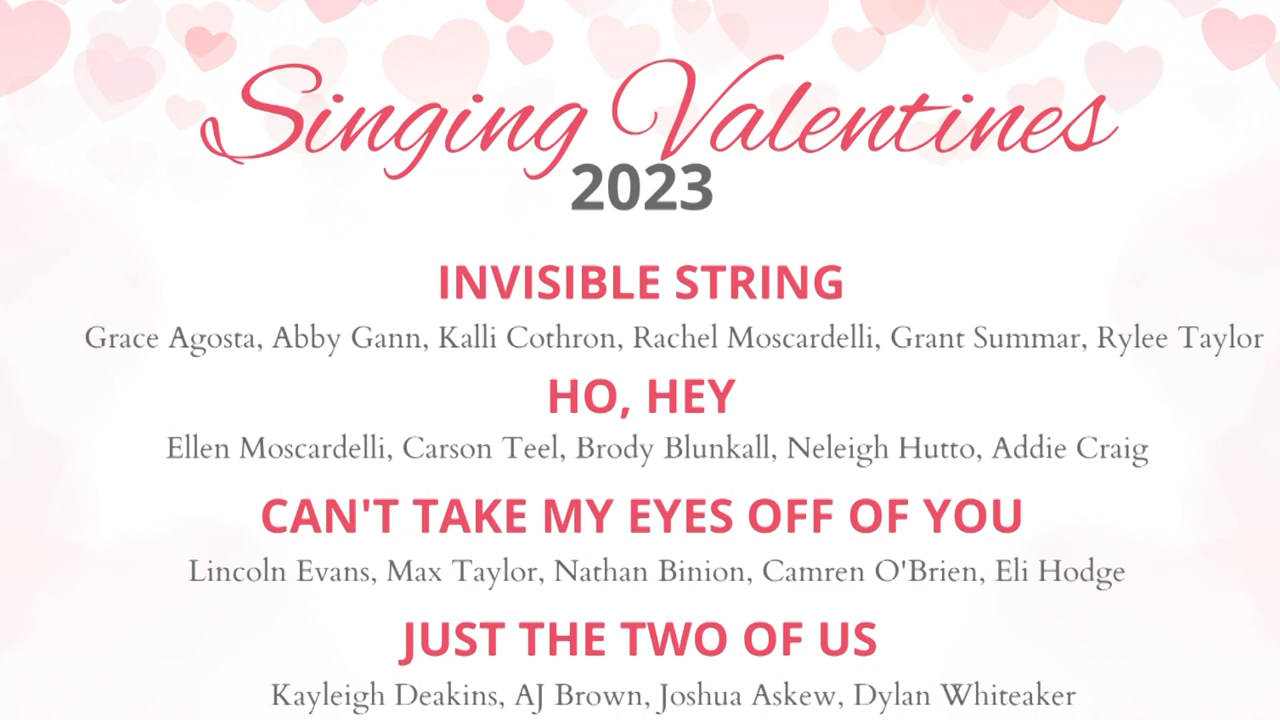 Singing Valentines
2023
INVISIBLE STRING
Grace Agosta, Abby Gann, Kalli Cothron, Rachel Moscardelli, Grant Summar, Rylee Taylor
HO, HEY
Ellen Moscardelli, Carson Teel, Brody Blunkall, Neleigh Hutto, Addie Craig
CAN'T TAKE MY EYES OFF OF YOU
Lincoln Evans, Max Taylor, Nathan Binion, Camren O'Brien, Eli Hodge
JUST THE TWO OF US
Kayleigh Deakins, AJ Brown, Joshua Askew, Dylan Whiteaker